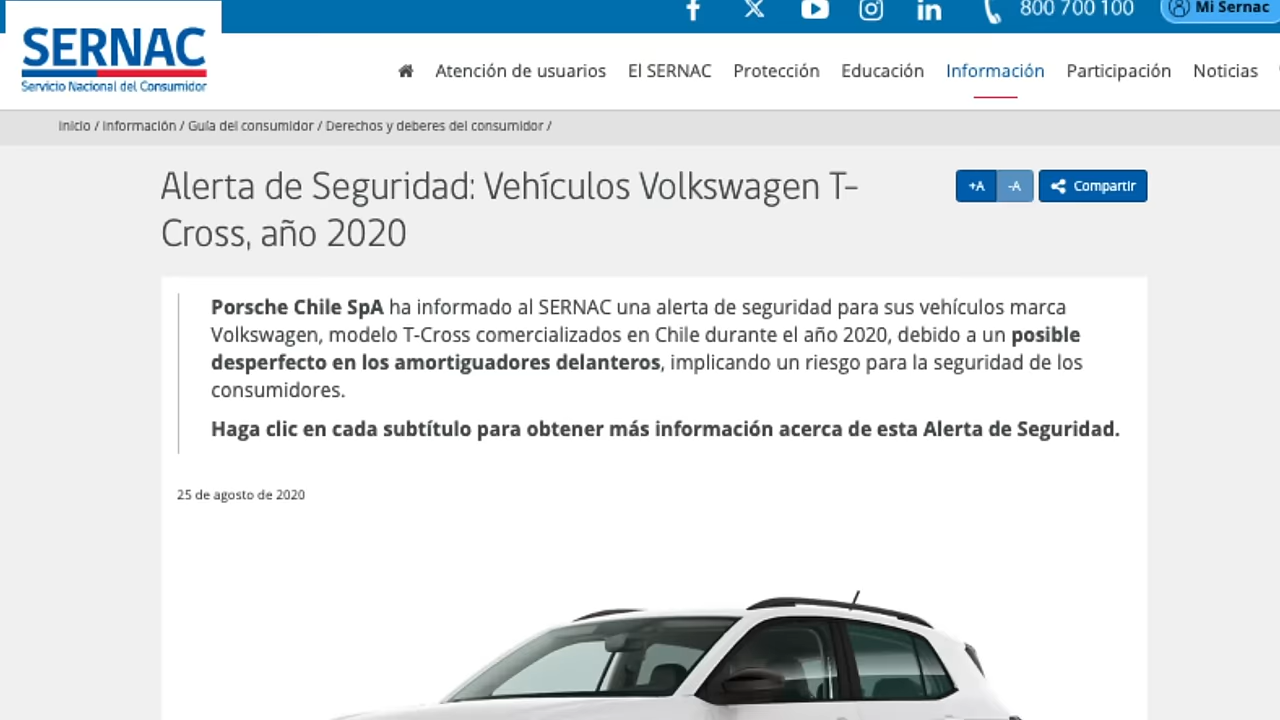 800 700 100
Mi Sernac
SERNAC
Servicio Nacional del Consumidor
Atención de usuarios El SERNAC Protección Educación Información Participación Noticias
Inicio / Información / Guía del consumidor / Derechos y deberes del consumidor /
Alerta de Seguridad: Vehículos Volkswagen T-
Cross, año 2020
+A -A Compartir
Porsche Chile SpA ha informado al SERNAC una alerta de seguridad para sus vehículos marca
Volkswagen, modelo T-Cross comercializados en Chile durante el año 2020, debido a un posible
desperfecto en los amortiguadores delanteros, implicando un riesgo para la seguridad de los
consumidores.
Haga clic en cada subtítulo para obtener más información acerca de esta Alerta de Seguridad.
25 de agosto de 2020